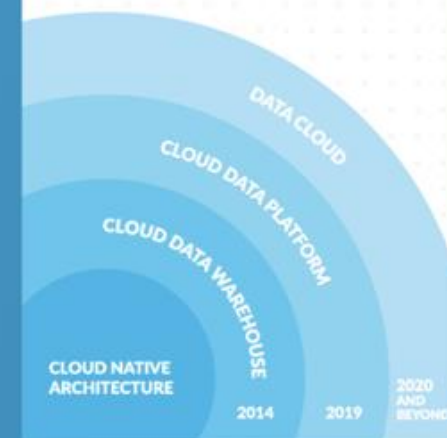 DATA CLOUD
CLOUD DATA PLATFORM
CLOUD DATA WAREHOUSE
CLOUD NATIVE
ARCHITECTURE
2014
2019
2020
AND
BEYOND